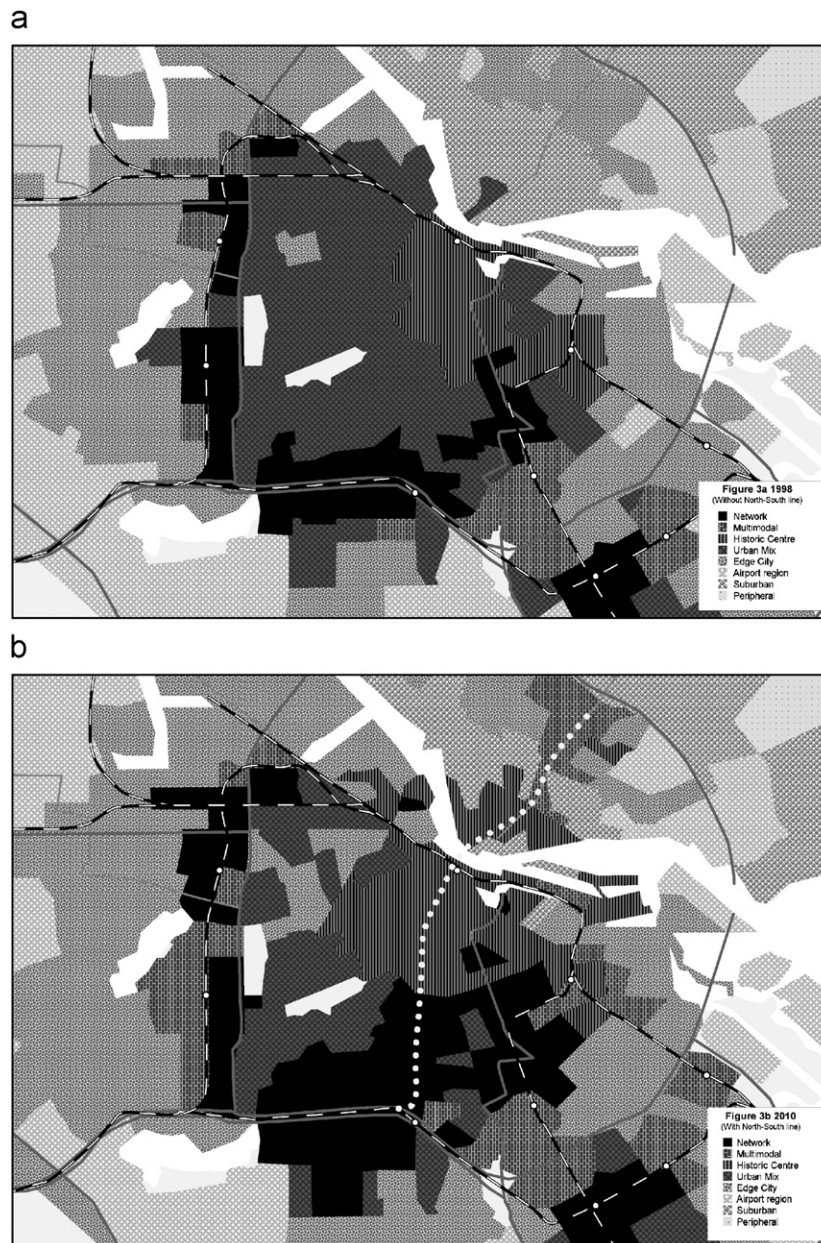 a
Figure 3a 1998
(Without North-South line)
Network
Multimodal
Historic Centre
Urban Mix
Edge City
Airport region
Suburban
Peripheral
b
Figure 3b 2010
(With North-South line)
Network
Multimodal
Historic Centre
Urban Mix
Edge City
Airport region
Suburban
Peripheral